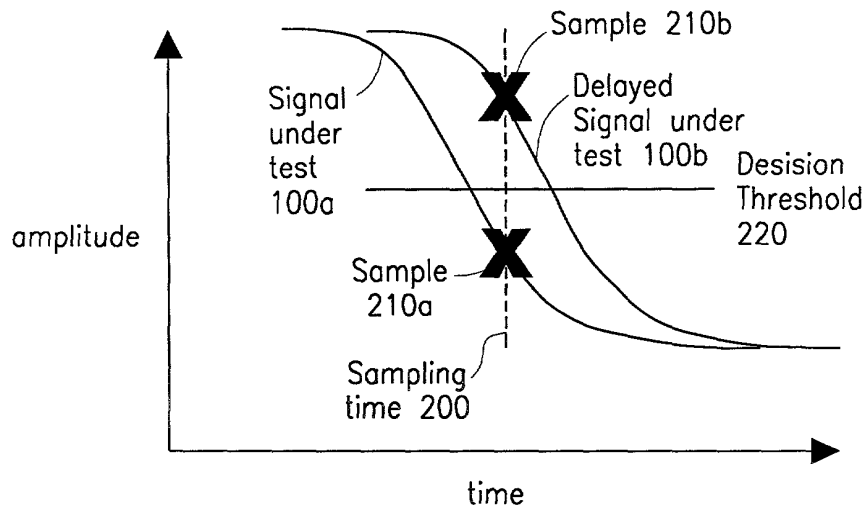 Sample 210b
Signal
under
test
100a
Delayed
Signal under
test 100b
Desision
Threshold
220
amplitude
Sample
210a
Sampling
time 200
time